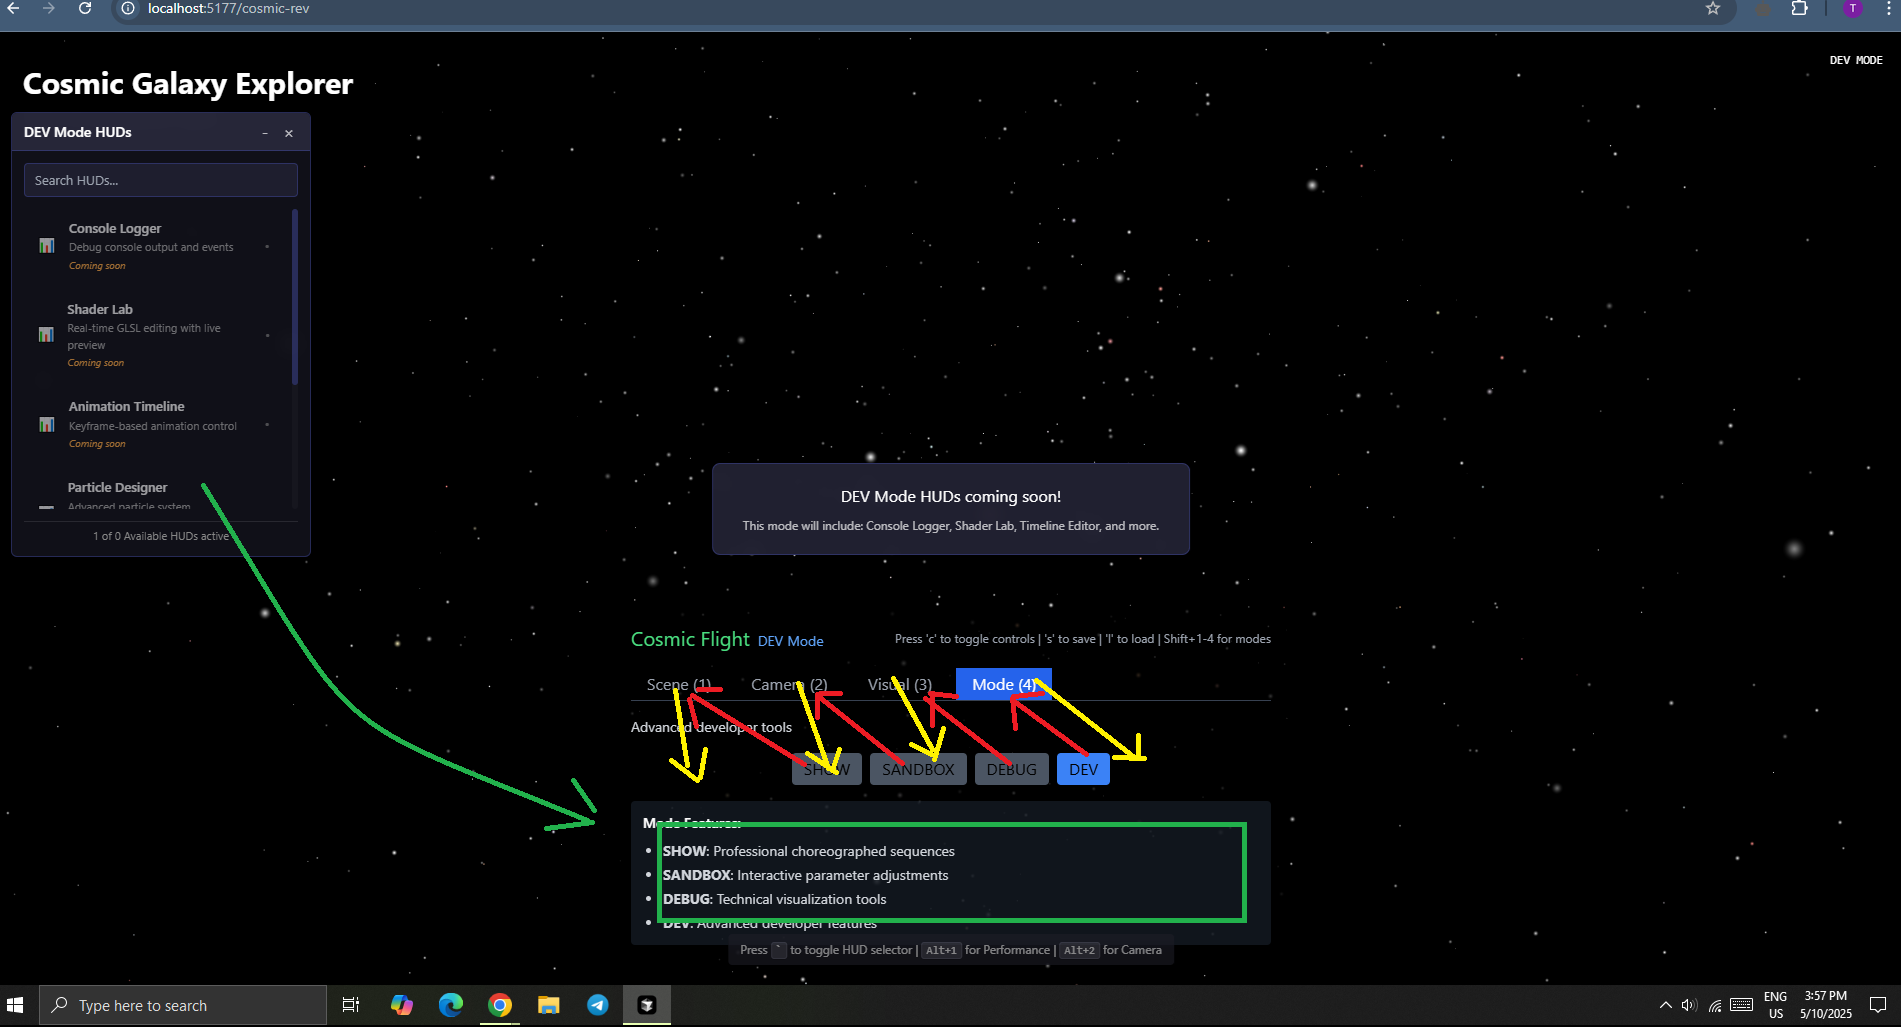 localhost:5177/cosmic-rev
T
DEV MODE
Cosmic Galaxy Explorer
DEV Mode HUDs
Search HUDs...
Console Logger
Debug console output and events
Coming soon
Shader Lab
Real-time GLSL editing with live
preview
Coming soon
Animation Timeline
Keyframe-based animation control
Coming soon
Particle Designer
Advanced particle system
1 of 0 Available HUDs active
DEV Mode HUDs coming soon!
This mode will include: Console Logger, Shader Lab, Timeline Editor, and more.
Cosmic Flight DEV Mode
Press 'c' to toggle controls | 's' to save | 'l' to load | Shift+1-4 for modes
Scene (1) Camera (2) Visual (3) Mode (4)
Advanced developer tools
SHOW SANDBOX DEBUG DEV
Mode Features:
• SHOW: Professional choreographed sequences
• SANDBOX: Interactive parameter adjustments
• DEBUG: Technical visualization tools
• DEV: Advanced developer features
Press ` to toggle HUD selector | Alt+1 for Performance | Alt+2 for Camera
Type here to search
ENG
US
3:57 PM
5/10/2025